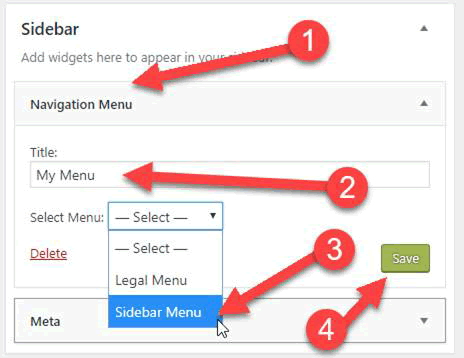 Sidebar
1
Add widgets here to appear in your sidebar.
Navigation Menu
Title:
My Menu
2
Select Menu: — Select —
— Select —
Delete
3
Save
Legal Menu
Sidebar Menu
4
Meta